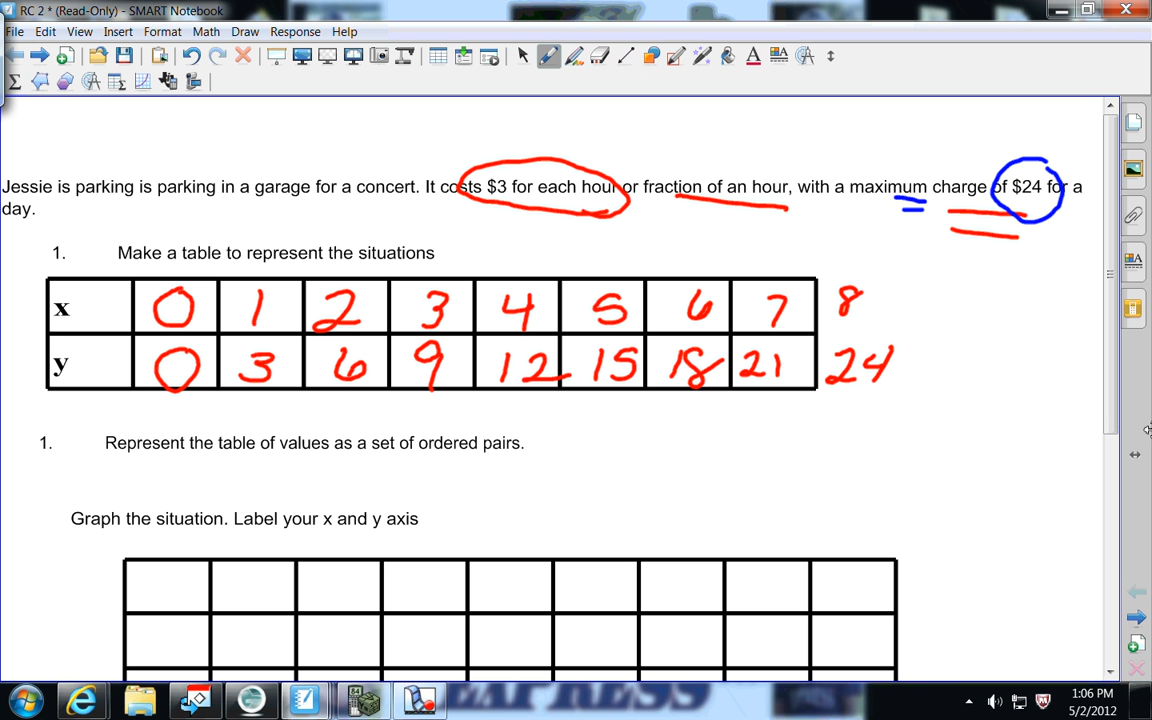 RC 2 * (Read-Only) - SMART Notebook
File Edit View Insert Format Math Draw Response Help
Jessie is parking is parking in a garage for a concert. It costs $3 for each hour or fraction of an hour, with a maximum charge of $24 for a
day.
1. Make a table to represent the situations
x 0 1 2 3 4 5 6 7 8
y 0 3 6 9 12 15 18 21 24
1. Represent the table of values as a set of ordered pairs.
Graph the situation. Label your x and y axis
EXPRESS
1:06 PM
5/2/2012